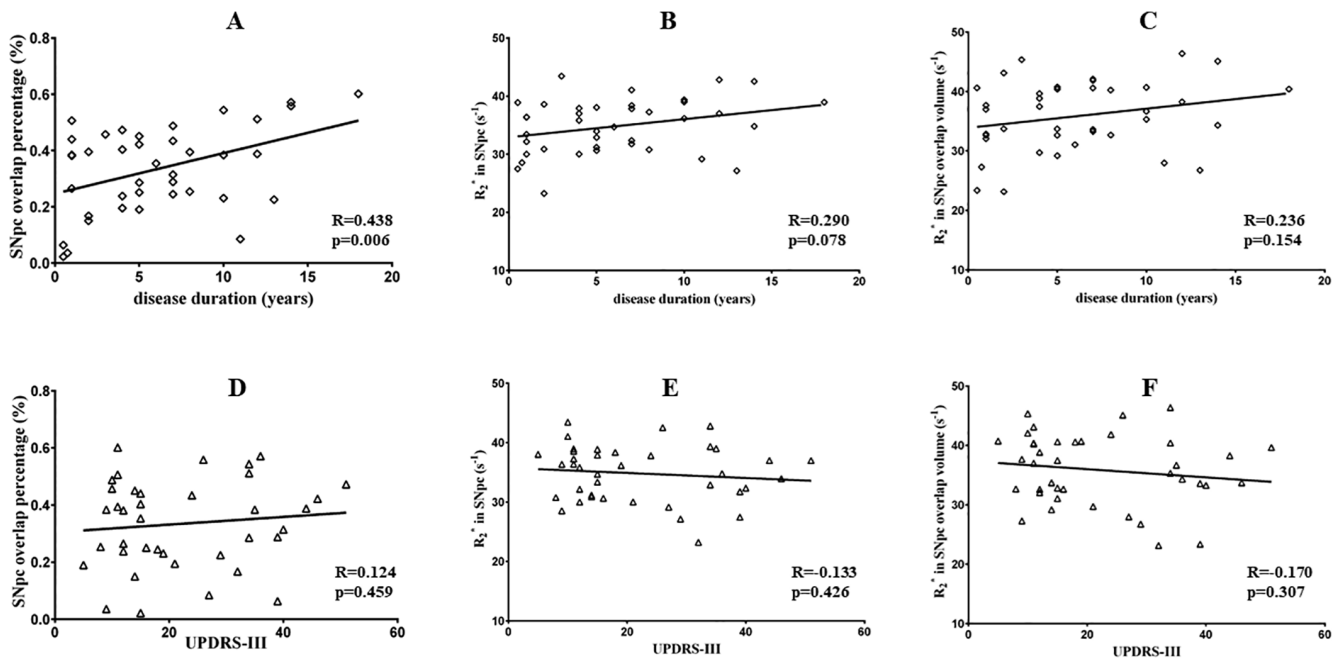 A
SNpc overlap percentage (%)
0.8
0.6
0.4
0.2
0.0
0 5 10 15 20
disease duration (years)
R=0.438
p=0.006
B
R2* in SNpc (s-1)
50
40
30
20
10
0 5 10 15 20
disease duration (years)
R=0.290
p=0.078
C
R2* in SNpc overlap volume (s-1)
50
40
30
20
10
0 5 10 15 20
disease duration (years)
R=0.236
p=0.154
D
SNpc overlap percentage (%)
0.8
0.6
0.4
0.2
0.0
0 20 40 60
UPDRS-III
R=0.124
p=0.459
E
R2* in SNpc (s-1)
50
40
30
20
10
0 20 40 60
UPDRS-III
R=-0.133
p=0.426
F
R2* in SNpc overlap volume (s-1)
50
40
30
20
10
0 20 40 60
UPDRS-III
R=-0.170
p=0.307